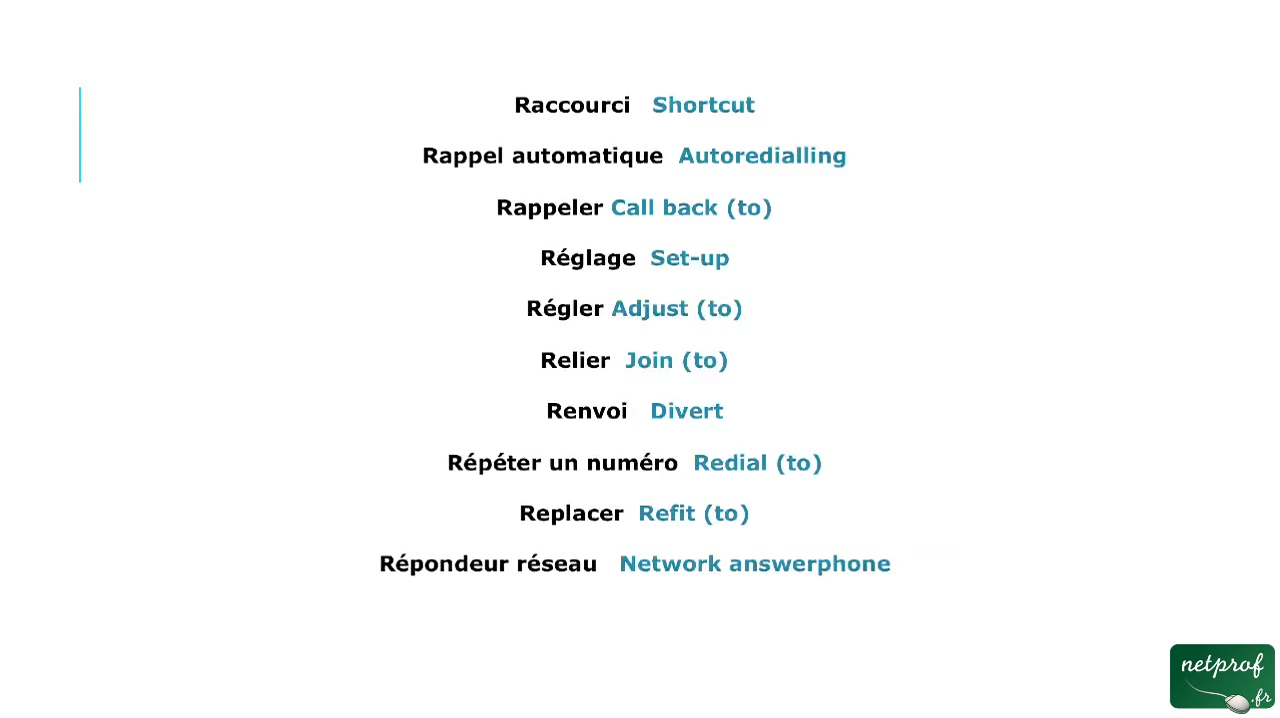 Raccourci Shortcut
Rappel automatique Autoredialling
Rappeler Call back (to)
Réglage Set-up
Régler Adjust (to)
Relier Join (to)
Renvoi Divert
Répéter un numéro Redial (to)
Replacer Refit (to)
Répondeur réseau Network answerphone
netprof
.fr